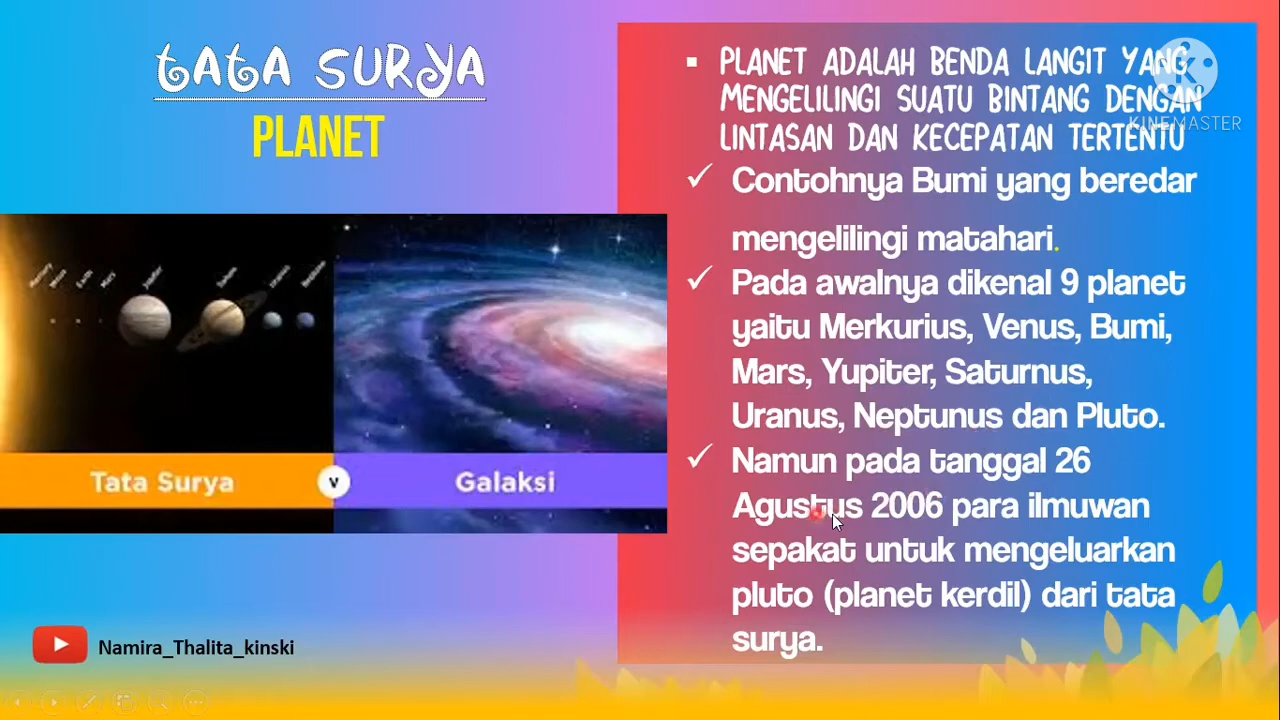 TATA SURYA
PLANET
Tata Surya
v
Galaksi
Namira_Thalita_kinski
PLANET ADALAH BENDA LANGIT YANG
MENGELILINGI SUATU BINTANG DENGAN
LINTASAN DAN KECEPATAN TERTENTU
Contohnya Bumi yang beredar
mengelilingi matahari.
Pada awalnya dikenal 9 planet
yaitu Merkurius, Venus, Bumi,
Mars, Yupiter, Saturnus,
Uranus, Neptunus dan Pluto.
Namun pada tanggal 26
Agustus 2006 para ilmuwan
sepakat untuk mengeluarkan
pluto (planet kerdil) dari tata
surya.
KINEMASTER